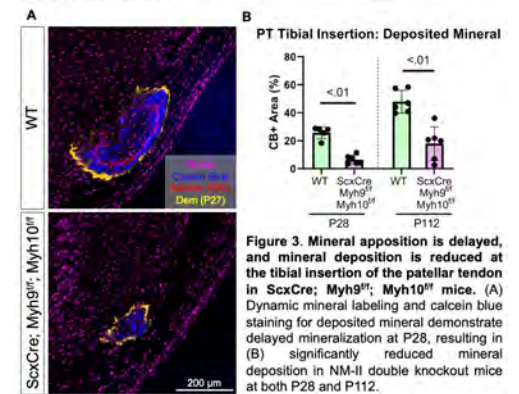 A
WT
Calcein Blue
Dem (P27)
ScxCre; Myh9f/f; Myh10f/f
200 µm
B
PT Tibial Insertion: Deposited Mineral
CB+ Area (%)
80
60
40
20
0
<.01
<.01
WT
ScxCre
Myh9f/f
Myh10f/f
WT
ScxCre
Myh9f/f
Myh10f/f
P28
P112
Figure 3. Mineral apposition is delayed,
and mineral deposition is reduced at
the tibial insertion of the patellar tendon
in ScxCre; Myh9f/f; Myh10f/f mice. (A)
Dynamic mineral labeling and calcein blue
staining for deposited mineral demonstrate
delayed mineralization at P28, resulting in
(B) significantly reduced mineral
deposition in NM-II double knockout mice
at both P28 and P112.